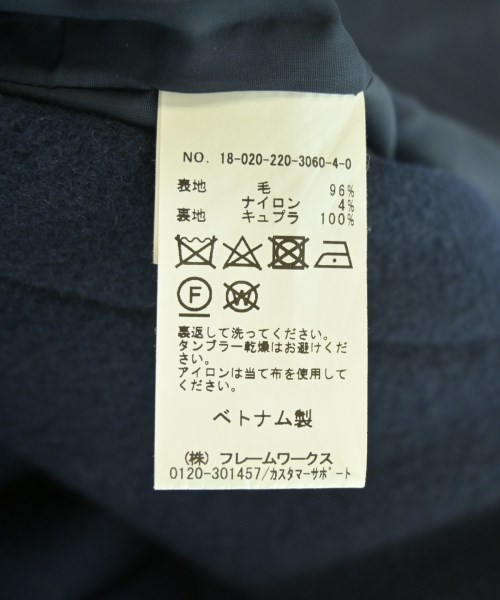 NO. 18-020-220-3060-4-0
表地 毛 96%
ナイロン 4%
裏地 キュプラ 100%
F W
裏返して洗ってください。
タンブラー乾燥はお避けくだ
さい。
アイロンは当て布を使用して
ください。
ベトナム製
(株) フレームワークス
0120-301457/カスタマーサポート